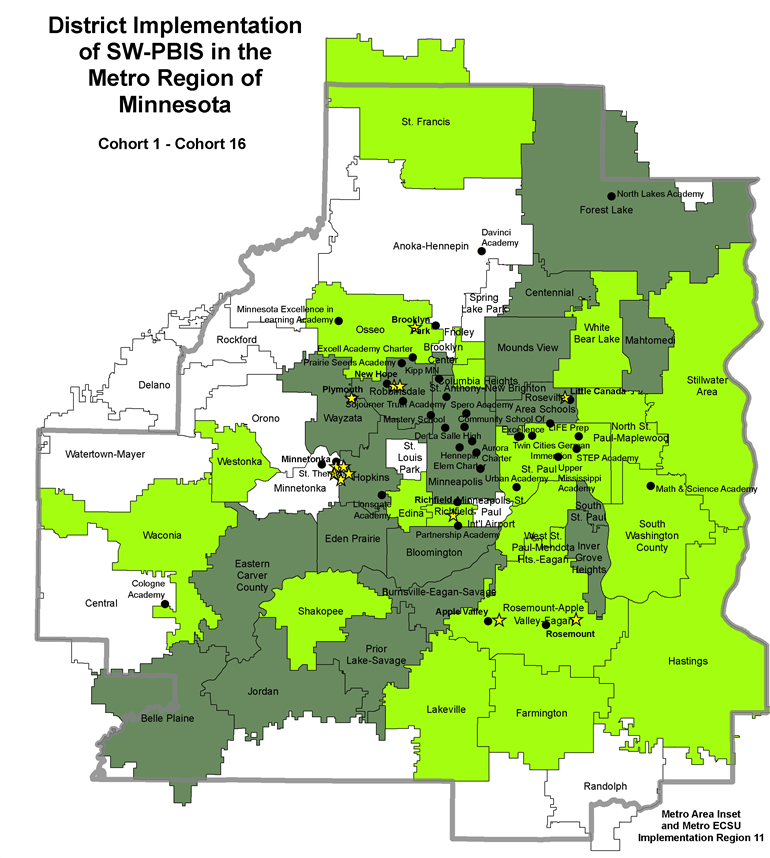 District Implementation
of SW-PBIS in the
Metro Region of
Minnesota
Cohort 1 - Cohort 16
St. Francis
North Lakes Academy
Forest Lake
Davinci
Academy
Anoka-Hennepin
Centennial
Spring
Lake Park
Minnesota Excellence in
Learning Academy
Osseo
Brooklyn
Park
Fridley
White
Bear Lake
Mahtomedi
Rockford
Brooklyn
Center
Mounds View
Excell Academy Charter
Prairie Seeds Academy
Kipp MN
New Hope
Columbia Heights
Stillwater
Area
Delano
Plymouth
Robbinsdale
St. Anthony-New Brighton
Roseville
Area Schools
Little Canada
Sojourner Truth Academy
Spero Academy
Orono
Wayzata
Mastery School
Community School Of
Excellence
LIFE Prep
North St.
Paul-Maplewood
De La Salle High
Twin Cities German
Immersion
Watertown-Mayer
Westonka
St.
Louis
Park
Hennepin
Elem Charter
Aurora
Charter
STEP Academy
Minnetonka
St. Ther
Hopkins
St. Paul
Upper
Mississippi
Academy
Minnetonka
Minneapolis
Urban Academy
Math & Science Academy
Lionsgate
Academy
Richfield
Minneapolis-St.
Paul
Int'l Airport
Edina
Richfield
South
St. Paul
Partnership Academy
South
Washington
County
Waconia
Eden Prairie
Bloomington
West St.
Paul-Mendota
Hts.-Eagan
Inver
Grove
Heights
Eastern
Carver
County
Cologne
Academy
Central
Burnsville-Eagan-Savage
Shakopee
Apple Valley
Rosemount-Apple
Valley-Eagan
Rosemount
Prior
Lake-Savage
Hastings
Jordan
Belle Plaine
Lakeville
Farmington
Randolph
Metro Area Inset
and Metro ECSU
Implementation Region 11